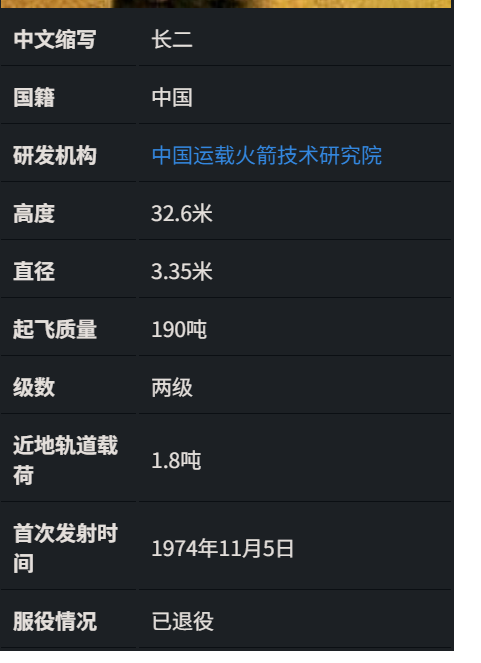 中文缩写 长二
国籍 中国
研发机构 中国运载火箭技术研究院
高度 32.6米
直径 3.35米
起飞质量 190吨
级数 两级
近地轨道载
荷 1.8吨
首次发射时
间 1974年11月5日
服役情况 已退役